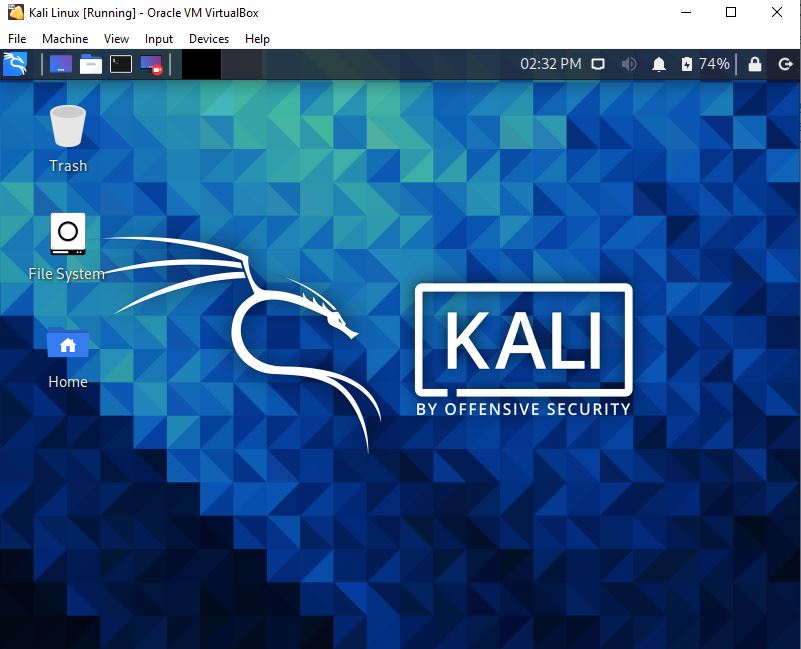 Kali Linux [Running] - Oracle VM VirtualBox
File Machine View Input Devices Help
02:32 PM 74%
Trash
File System
Home
KALI
BY OFFENSIVE SECURITY